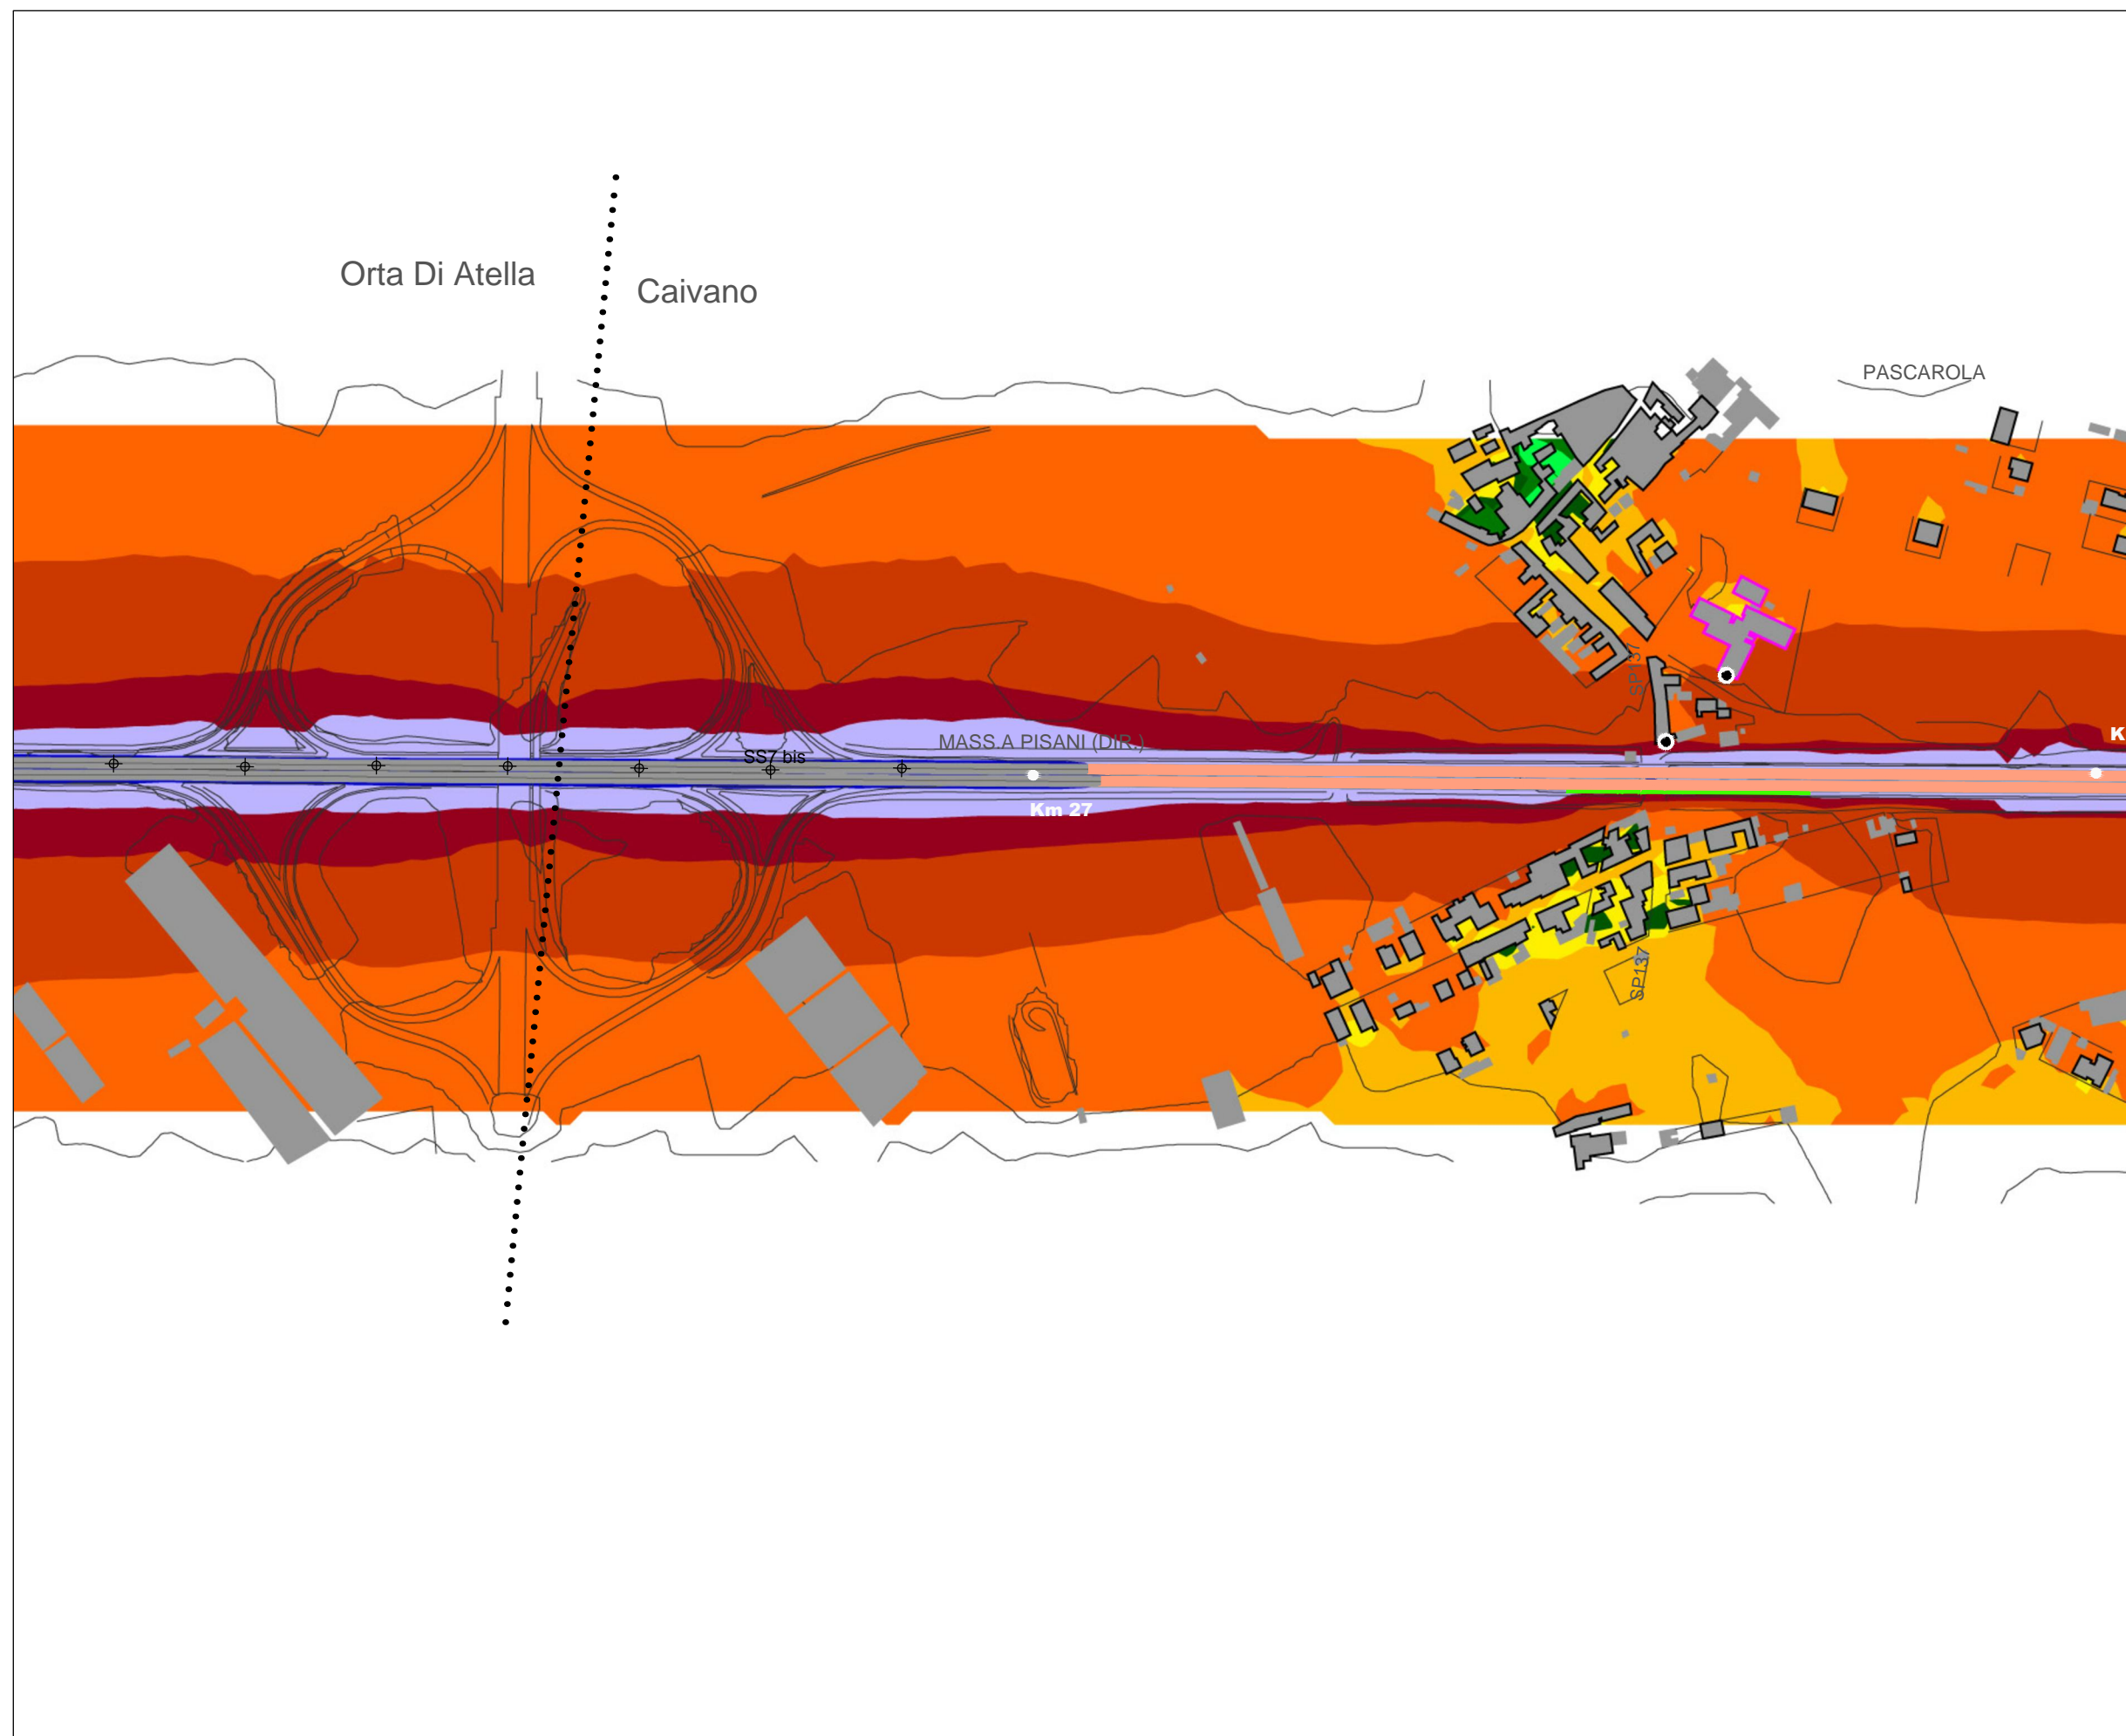 Orta Di Atella
Caivano
PASCAROLA
SP137
K
MASS.A PISANI (DIR.)
SS7 bis
Km 27
SP137